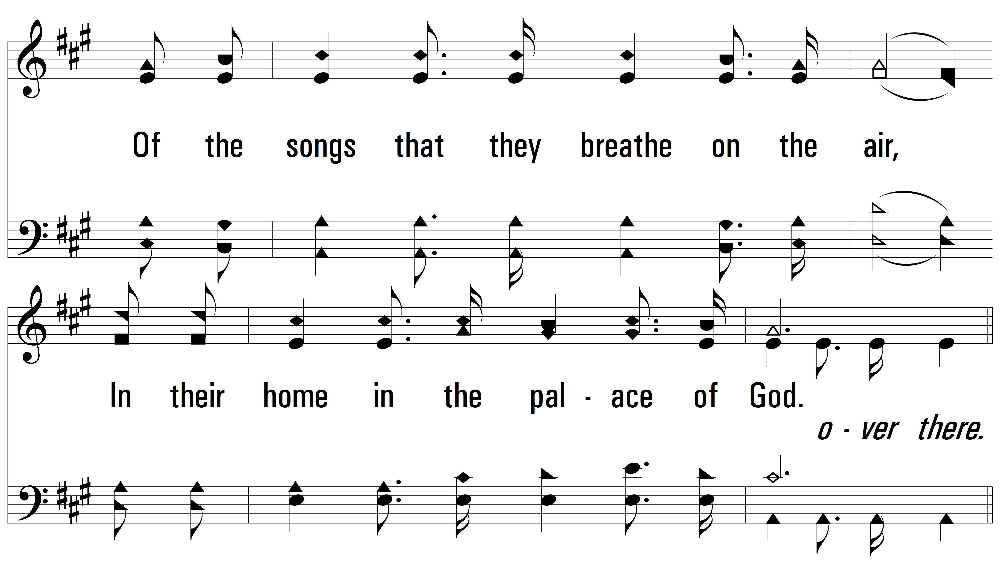 Of the songs that they breathe on the air,
In their home in the pal - ace of God.
o - ver there.